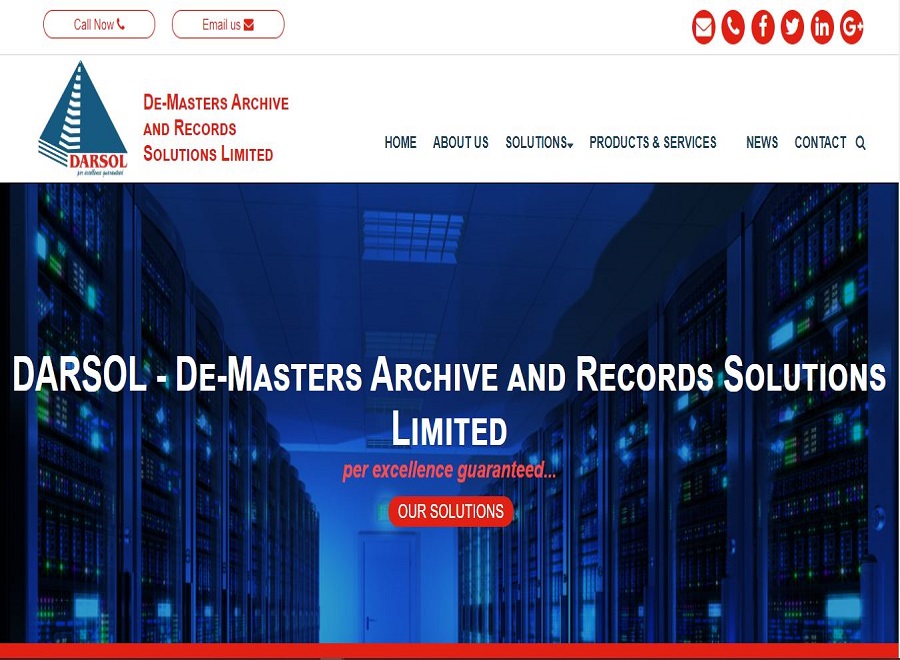 Call Now
Email us
G+
DARSOL
per excellence guaranteed
De-Masters Archive
and Records
Solutions Limited
HOME ABOUT US SOLUTIONS PRODUCTS & SERVICES NEWS CONTACT
DARSOL - De-Masters Archive and Records Solutions
Limited
per excellence guaranteed...
OUR SOLUTIONS